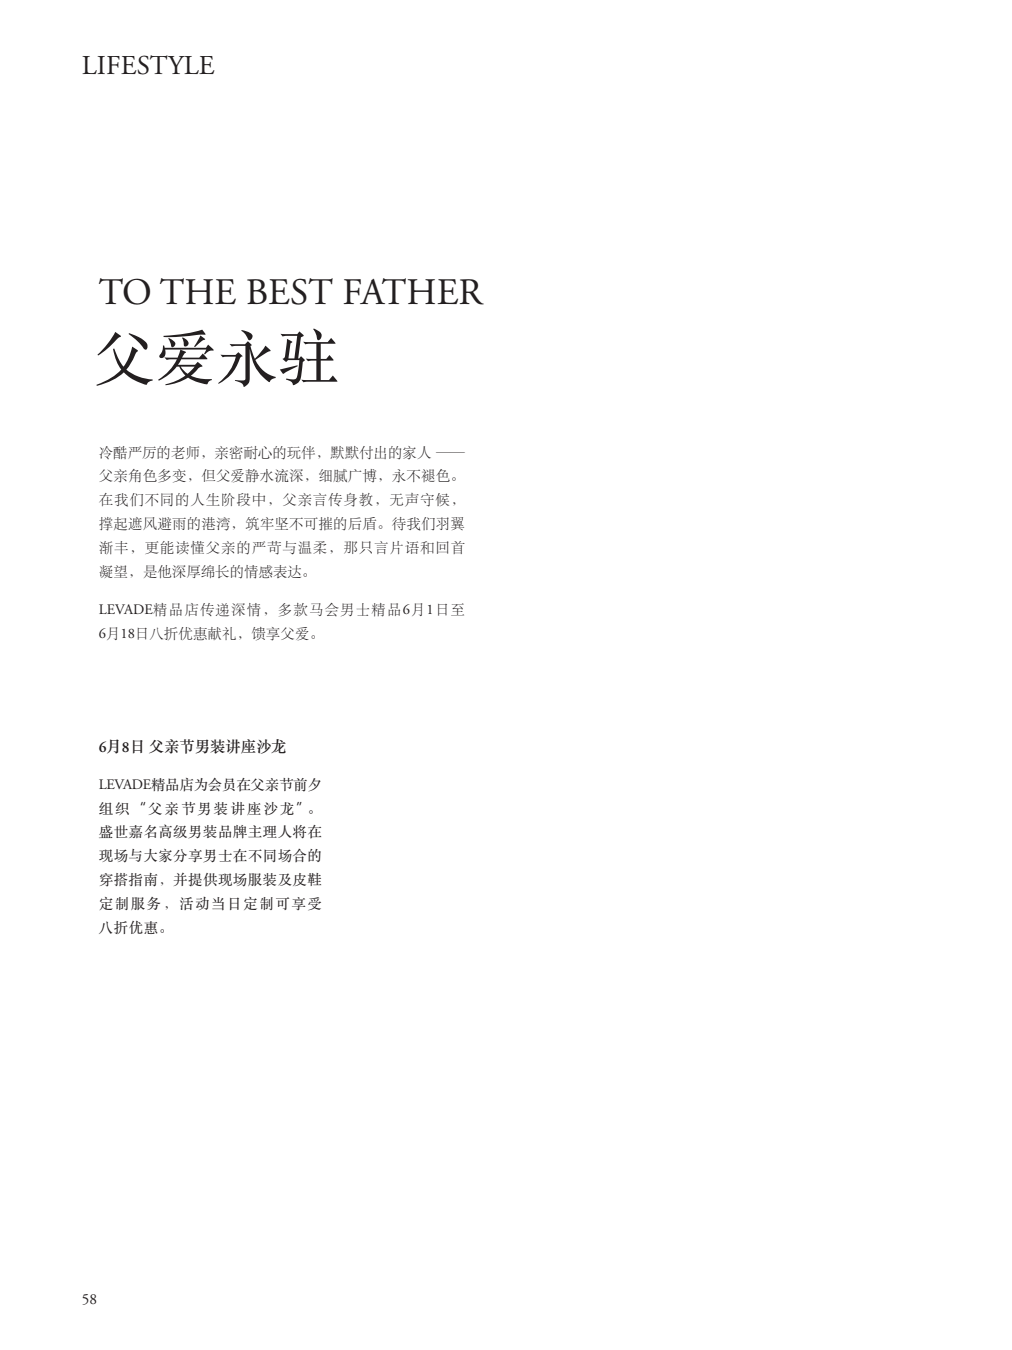 LIFESTYLE
TO THE BEST FATHER
父爱永驻
冷酷严厉的老师，亲密耐心的玩伴，默默付出的家人 ——
父亲角色多变，但父爱静水流深，细腻广博，永不褪色。
在我们不同的人生阶段中，父亲言传身教，无声守候，
撑起遮风避雨的港湾，筑牢坚不可摧的后盾。待我们羽翼
渐丰，更能读懂父亲的严苛与温柔，那只言片语和回首
凝望，是他深厚绵长的情感表达。
LEVADE精品店传递深情，多款马会男士精品6月1日至
6月18日八折优惠献礼，馈享父爱。
6月8日 父亲节男装讲座沙龙
LEVADE精品店为会员在父亲节前夕
组织“父亲节男装讲座沙龙”。
盛世嘉名高级男装品牌主理人将在
现场与大家分享男士在不同场合的
穿搭指南，并提供现场服装及皮鞋
定制服务，活动当日定制可享受
八折优惠。
58